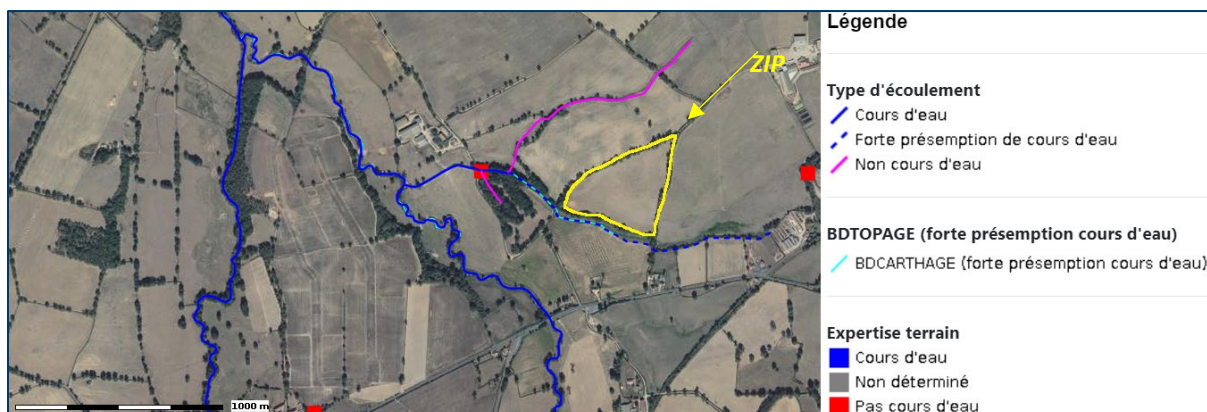 ZIP
1000 m
Légende
Type d'écoulement
Cours d'eau
Forte présemption de cours d'eau
Non cours d'eau
BDTOPAGE (forte présemption cours d'eau)
BDCARTHAGE (forte présemption cours d'eau)
Expertise terrain
Cours d'eau
Non déterminé
Pas cours d'eau